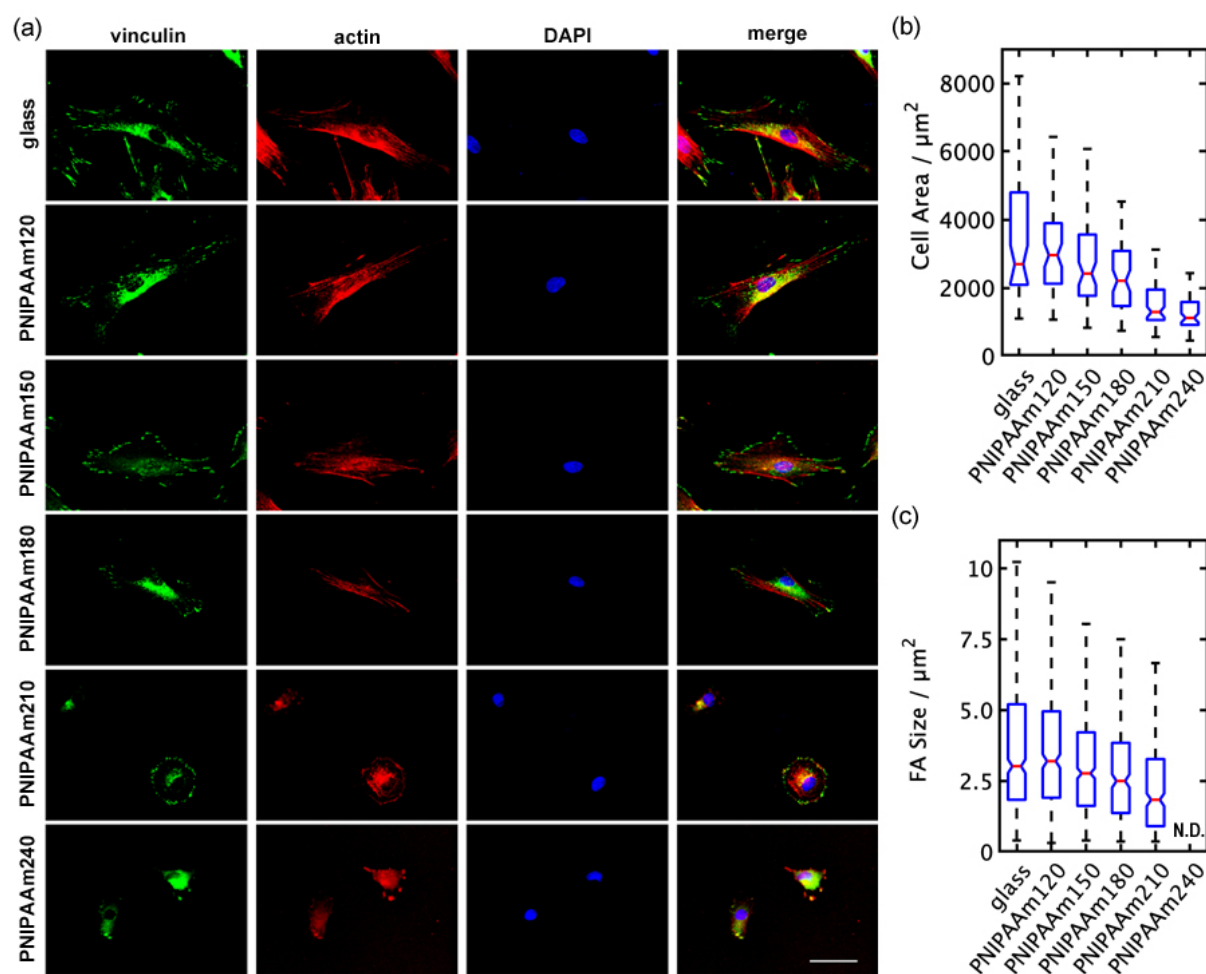 (a)
vinculin actin DAPI merge
glass
PNIPAAm120
PNIPAAm150
PNIPAAm180
PNIPAAm210
PNIPAAm240
(b)
Cell Area / µm²
8000
6000
4000
2000
0
glass
PNIPAAm120
PNIPAAm150
PNIPAAm180
PNIPAAm210
PNIPAAm240
(c)
FA Size / µm²
10
7.5
5.0
2.5
0
N.D.
glass
PNIPAAm120
PNIPAAm150
PNIPAAm180
PNIPAAm210
PNIPAAm240